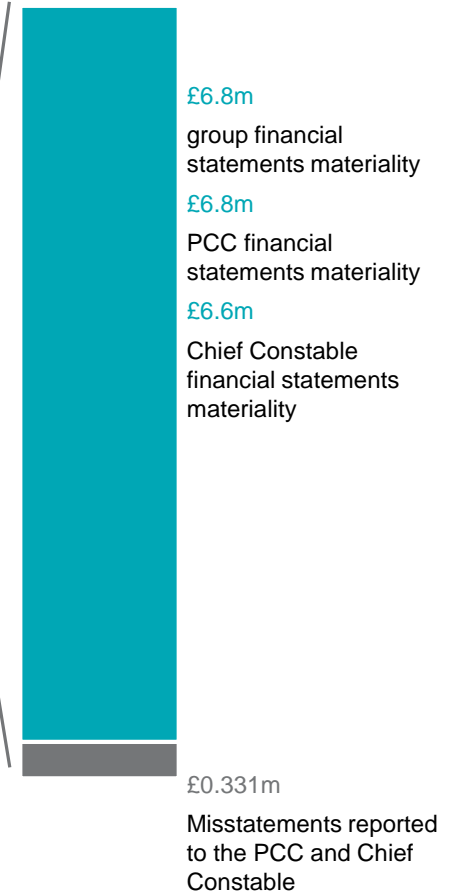 £6.8m
group financial
statements materiality
£6.8m
PCC financial
statements materiality
£6.6m
Chief Constable
financial statements
materiality
£0.331m
Misstatements reported
to the PCC and Chief
Constable